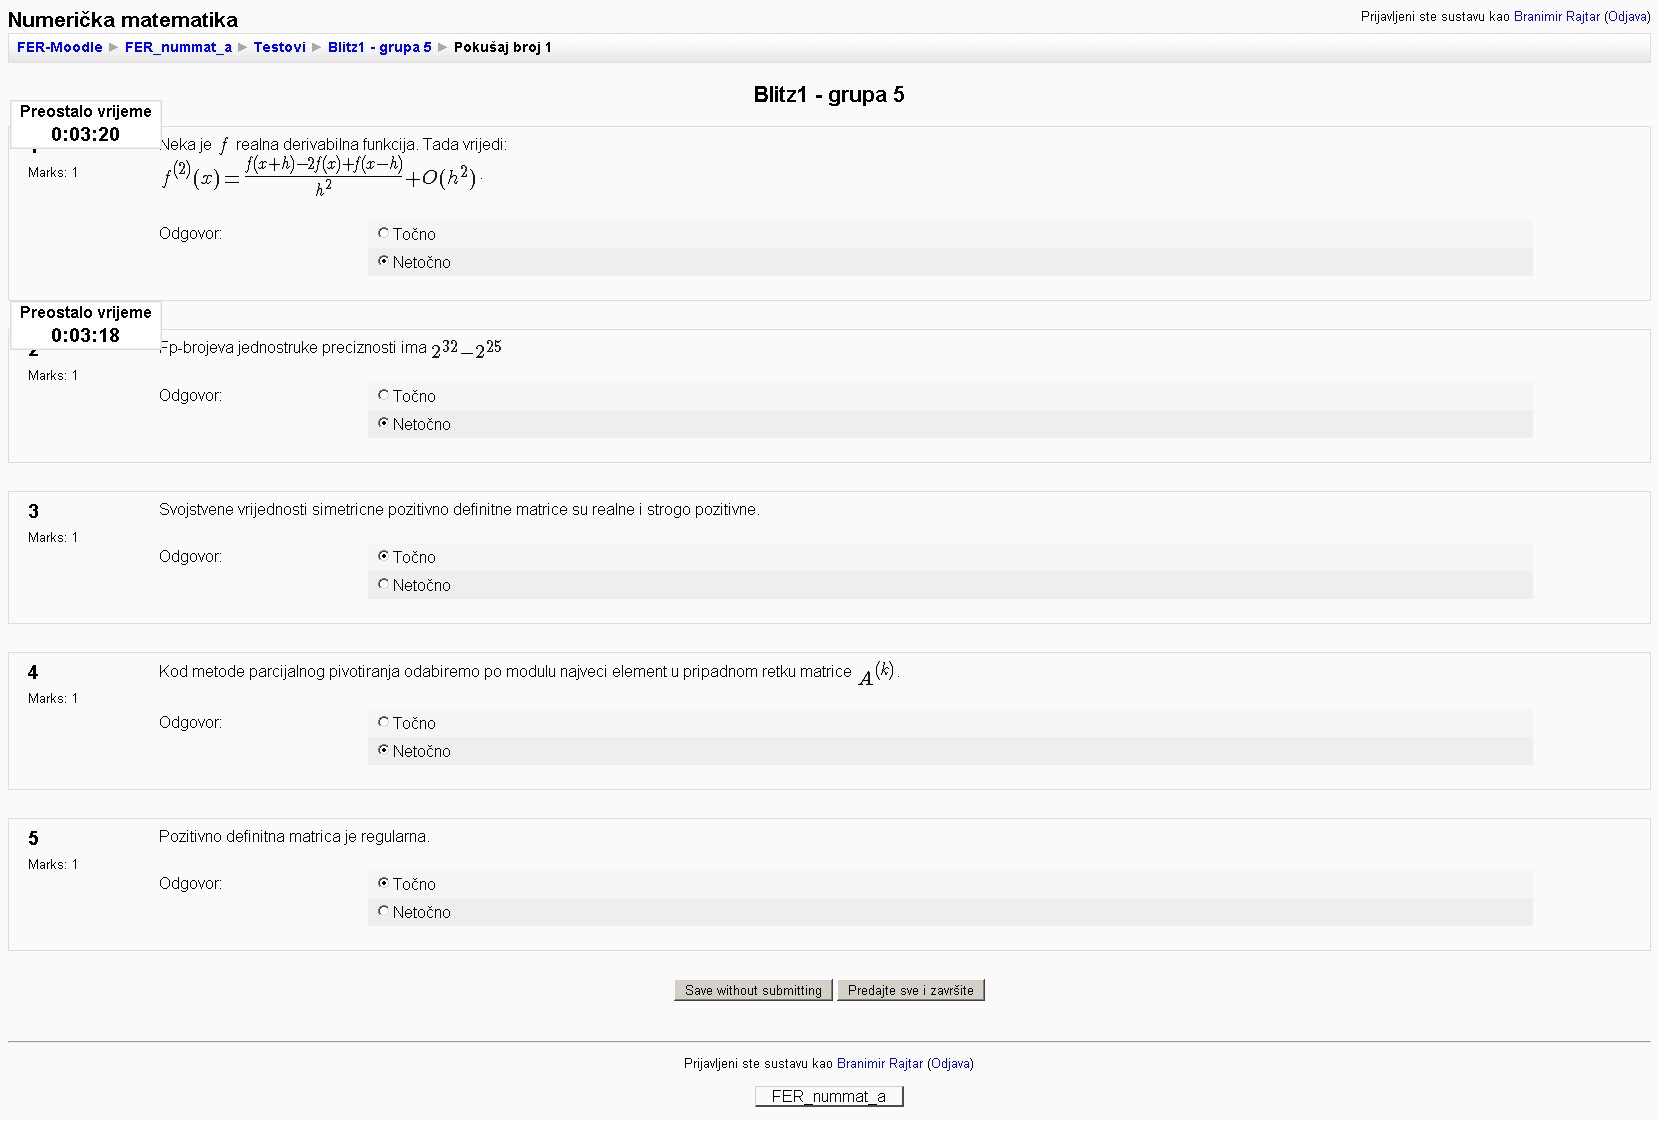 Numerička matematika
Prijavljeni ste sustavu kao Branimir Rajtar (Odjava)
FER-Moodle ► FER_nummat_a ► Testovi ► Blitz1 - grupa 5 ► Pokušaj broj 1
Blitz1 - grupa 5
Preostalo vrijeme
0:03:20
Marks: 1
Neka je f realna derivabilna funkcija. Tada vrijedi:
f^{(2)}(x) = \frac{f(x+h)-2f(x)+f(x-h)}{h^2} + O(h^2).
Odgovor:
Točno
Netočno
Preostalo vrijeme
0:03:18
2
Marks: 1
Fp-brojeva jednostruke preciznosti ima 2^{32}-2^{25}
Odgovor:
Točno
Netočno
3
Marks: 1
Svojstvene vrijednosti simetricne pozitivno definitne matrice su realne i strogo pozitivne.
Odgovor:
Točno
Netočno
4
Marks: 1
Kod metode parcijalnog pivotiranja odabiremo po modulu najveci element u pripadnom retku matrice A^{(k)}.
Odgovor:
Točno
Netočno
5
Marks: 1
Pozitivno definitna matrica je regularna.
Odgovor:
Točno
Netočno
Save without submitting Predajte sve i završite
Prijavljeni ste sustavu kao Branimir Rajtar (Odjava)
FER_nummat_a